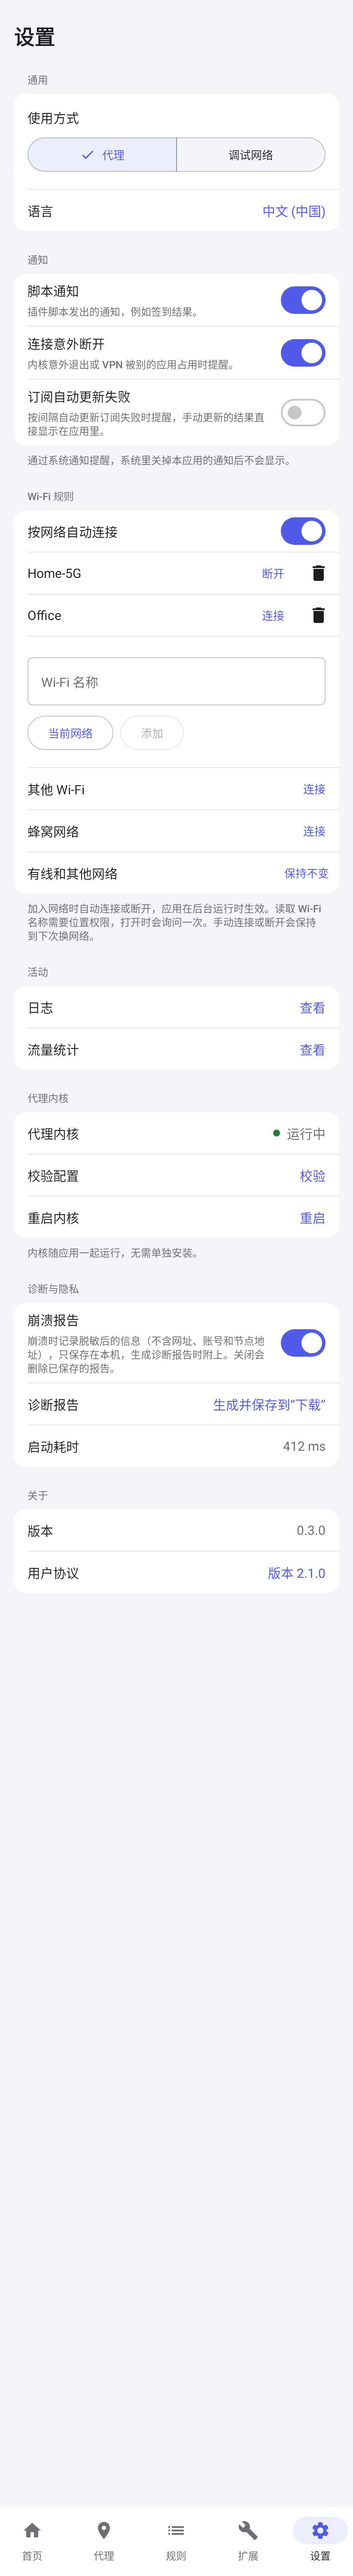 设置
通用
使用方式
代理
调试网络
语言
中文 (中国)
通知
脚本通知
插件脚本发出的通知，例如签到结果。
连接意外断开
内核意外退出或 VPN 被别的应用占用时提醒。
订阅自动更新失败
按间隔自动更新订阅失败时提醒，手动更新的结果直
接显示在应用里。
通过系统通知提醒，系统里关掉本应用的通知后不会显示。
Wi-Fi 规则
按网络自动连接
Home-5G
断开
Office
连接
Wi-Fi 名称
当前网络
添加
其他 Wi-Fi
连接
蜂窝网络
连接
有线和其他网络
保持不变
加入网络时自动连接或断开，应用在后台运行时生效。读取 Wi-Fi
名称需要位置权限，打开时会询问一次。手动连接或断开会保持
到下次换网络。
活动
日志
查看
流量统计
查看
代理内核
代理内核
运行中
校验配置
校验
重启内核
重启
内核随应用一起运行，无需单独安装。
诊断与隐私
崩溃报告
崩溃时记录脱敏后的信息（不含网址、账号和节点地
址），只保存在本机，生成诊断报告时附上。关闭会
删除已保存的报告。
诊断报告
生成并保存到“下载”
启动耗时
412 ms
关于
版本
0.3.0
用户协议
版本 2.1.0
首页
代理
规则
扩展
设置